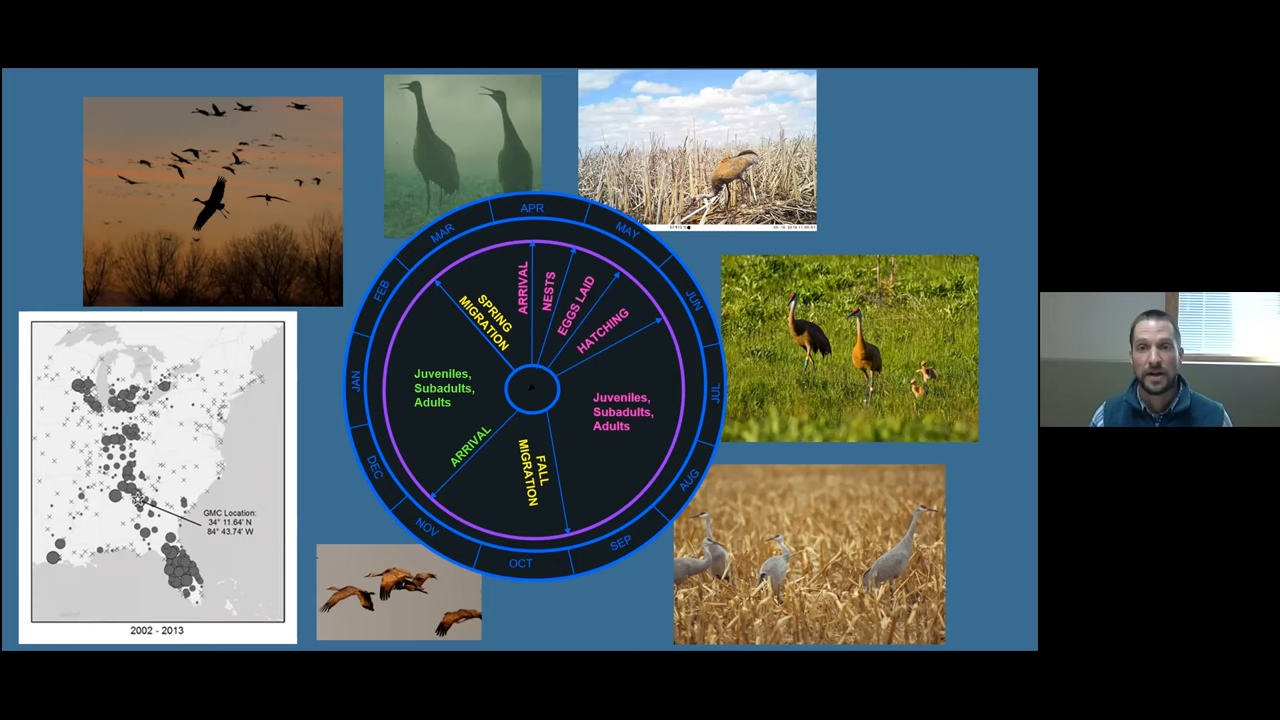 APR
MAY
JUN
JUL
AUG
SEP
OCT
NOV
DEC
JAN
FEB
MAR
SPRING
MIGRATION
ARRIVAL
NESTS
EGGS LAID
HATCHING
Juveniles,
Subadults,
Adults
Juveniles,
Subadults,
Adults
ARRIVAL
FALL
MIGRATION
GMC Location:
34° 11.64' N
84° 43.74' W
2002 - 2013